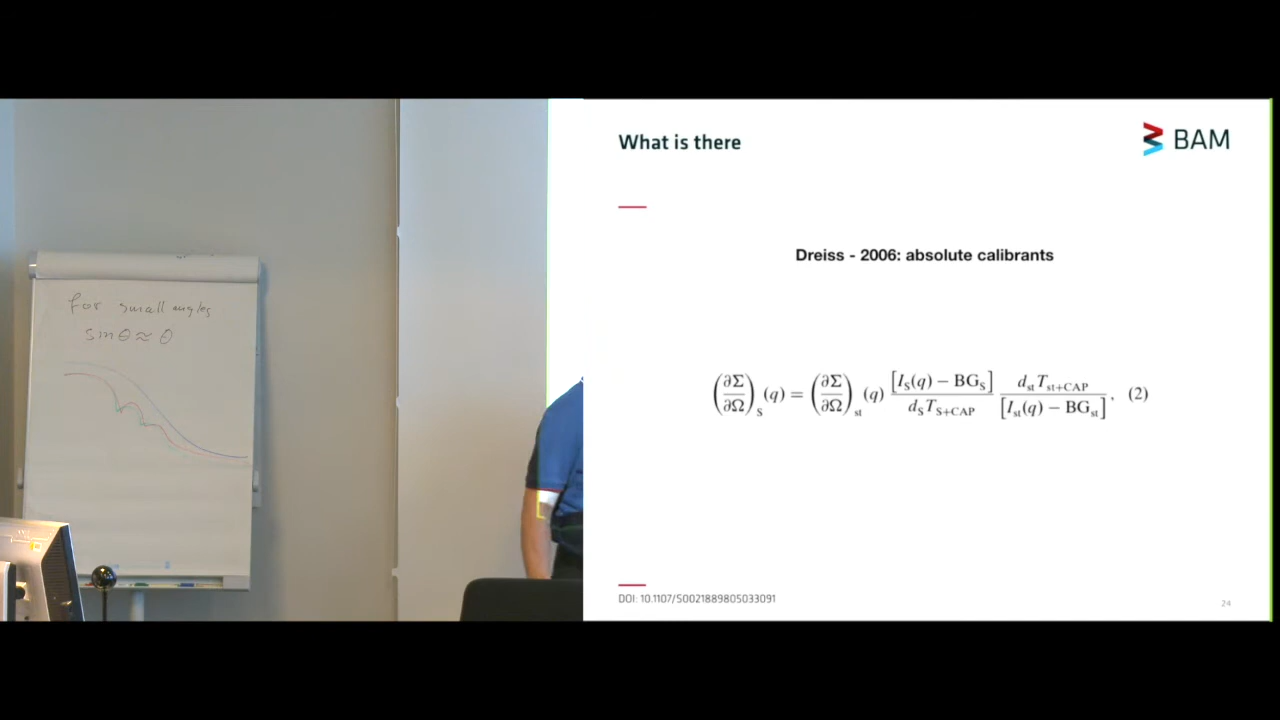 for small angles
sin θ ≈ θ
What is there
BAM
Dreiss - 2006: absolute calibrants
(∂Σ/∂Ω)_S (q) = (∂Σ/∂Ω)_st (q) [I_S(q) − BG_S]/(d_S T_S+CAP) d_st T_st+CAP/[I_st(q) − BG_st], (2)
DOI: 10.1107/S0021889805033091
24